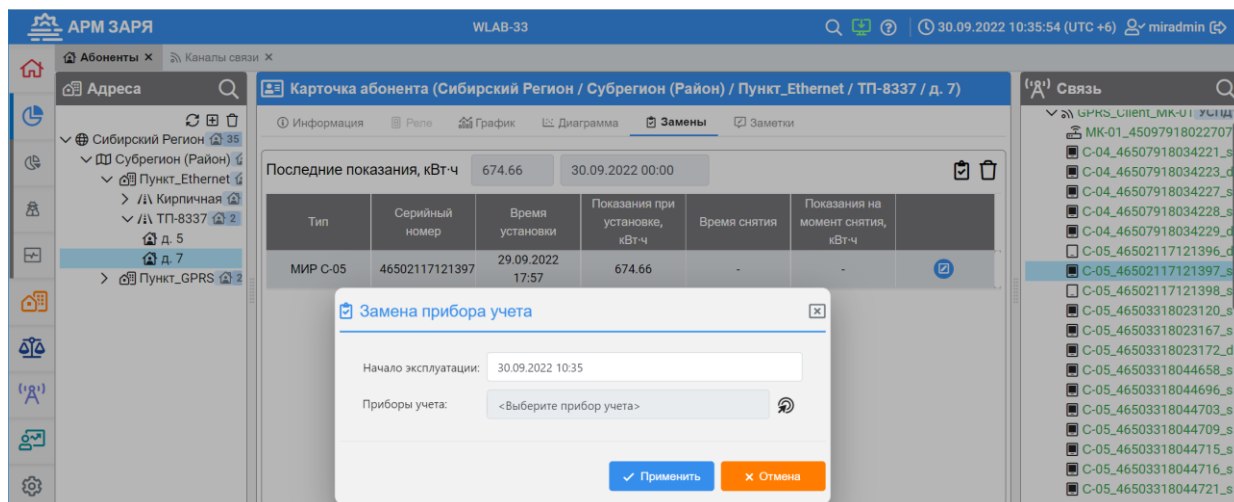 АРМ ЗАРЯ
WLAB-33
30.09.2022 10:35:54 (UTC +6) miradmin
Абоненты
Каналы связи
Адреса
Сибирский Регион 35
Субрегион (Район)
Пункт_Ethernet
Кирпичная
ТП-8337 2
д. 5
д. 7
Пункт_GPRS 2
Карточка абонента (Сибирский Регион / Субрегион (Район) / Пункт_Ethernet / ТП-8337 / д. 7)
Информация Реле График Диаграмма Замены Заметки
Последние показания, кВт·ч 674.66 30.09.2022 00:00
Тип
Серийный
номер
Время
установки
Показания при
установке,
кВт·ч
Время снятия
Показания на
момент снятия,
кВт·ч
МИР С-05
46502117121397
29.09.2022
17:57
674.66
-
-
Замена прибора учета
Начало эксплуатации: 30.09.2022 10:35
Приборы учета: <Выберите прибор учета>
Применить
Отмена
Связь
GPRS_Client_МК-01 УСПД
МК-01_45097918022707
С-04_46507918034221_s
С-04_46507918034223_d
С-04_46507918034227_s
С-04_46507918034228_s
С-04_46507918034229_d
С-05_46502117121396_d
С-05_46502117121397_s
С-05_46502117121398_s
С-05_46503318023120_s
С-05_46503318023167_s
С-05_46503318023172_d
С-05_46503318044658_s
С-05_46503318044696_s
С-05_46503318044703_s
С-05_46503318044709_s
С-05_46503318044715_s
С-05_46503318044716_s
С-05_46503318044721_s